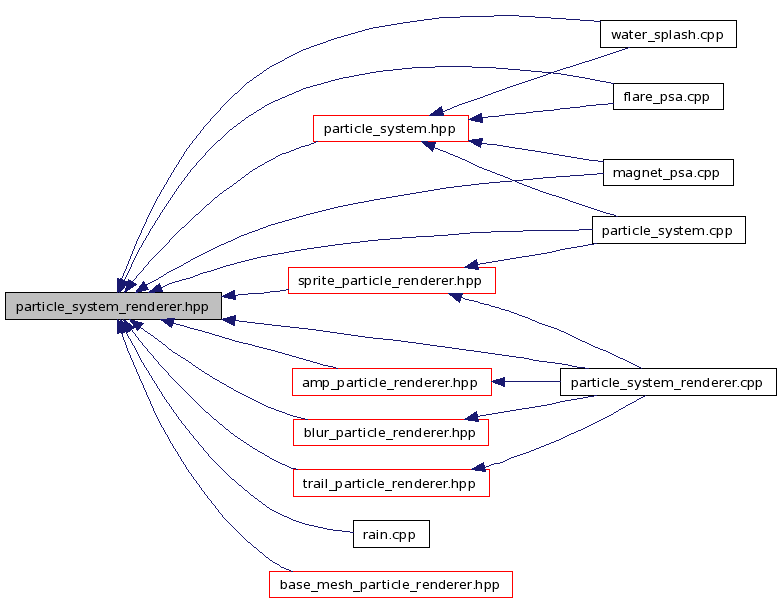 water_splash.cpp
flare_psa.cpp
particle_system.hpp
magnet_psa.cpp
particle_system.cpp
sprite_particle_renderer.hpp
particle_system_renderer.hpp
amp_particle_renderer.hpp
particle_system_renderer.cpp
blur_particle_renderer.hpp
trail_particle_renderer.hpp
rain.cpp
base_mesh_particle_renderer.hpp